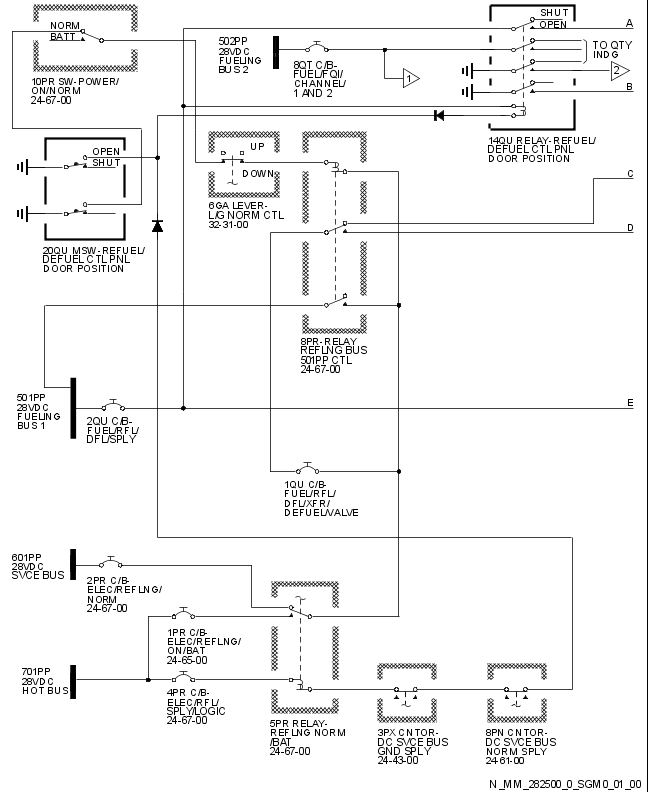 NORM
BATT
10PR SW-POWER/
ON/NORM
24-67-00
502PP
28VDC
FUELING
BUS 2
8QT C/B-
FUEL/FQI/
CHANNEL/
1 AND 2
1
SHUT
OPEN
TO QTY
INDG
2
A
B
14QU RELAY-REFUEL/
DEFUEL CTL PNL
DOOR POSITION
OPEN
SHUT
20QU MSW-REFUEL/
DEFUEL CTL PNL
DOOR POSITION
UP
DOWN
6GA LEVER-
L/G NORM CTL
32-31-00
C
D
8PR-RELAY
REFLNG BUS
501PP CTL
24-67-00
501PP
28VDC
FUELING
BUS 1
2QU C/B-
FUEL/RFL/
DFL/SPLY
E
1QU C/B-
FUEL/RFL/
DFL/XFR/
DEFUEL/VALVE
601PP
28VDC
SVCE BUS
2PR C/B-
ELEC/REFLNG/
NORM
24-67-00
1PR C/B-
ELEC/REFLNG/
ON/BAT
24-65-00
701PP
28VDC
HOT BUS
4PR C/B-
ELEC/RFL/
SPLY/LOGIC
24-67-00
5PR RELAY-
REFLNG NORM
/BAT
24-67-00
3PX CNTOR-
DC SVCE BUS
GND SPLY
24-43-00
8PN CNTOR-
DC SVCE BUS
NORM SPLY
24-61-00
N_MM_282500_0_SGM0_01_00